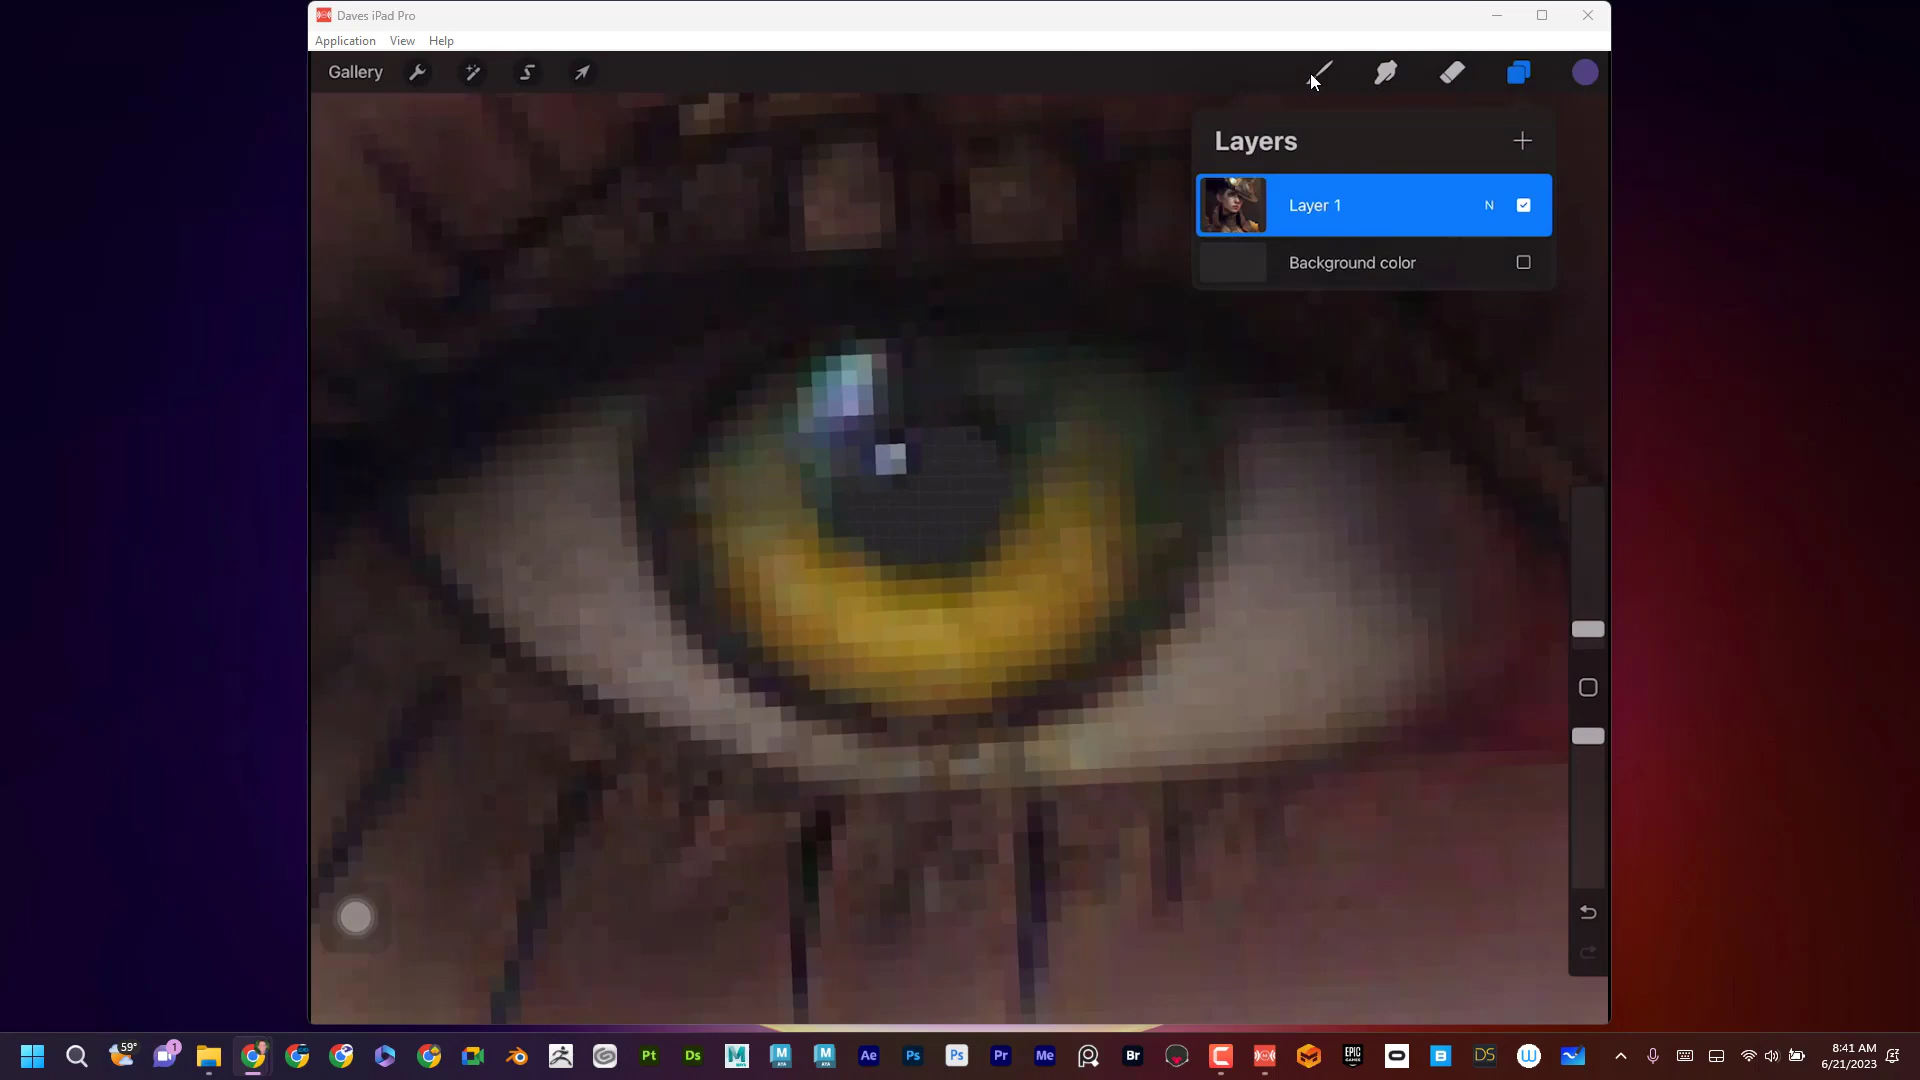 Daves iPad Pro
Application View Help
Gallery
Layers
Layer 1 N
Background color
59° 1 Pt Ds Ae Ps Ps Pr Me Br DS 8:41 AM
6/21/2023